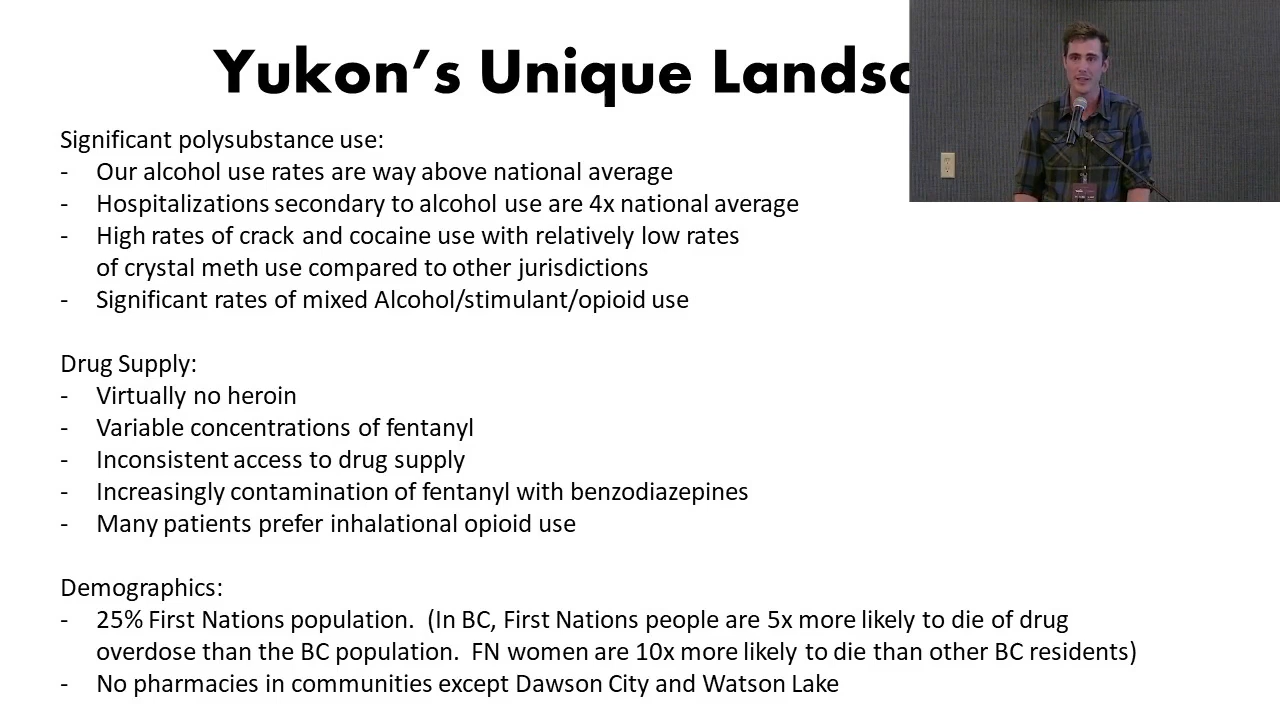 Yukon's Unique Landsc
Significant polysubstance use:
- Our alcohol use rates are way above national average
- Hospitalizations secondary to alcohol use are 4x national average
- High rates of crack and cocaine use with relatively low rates
of crystal meth use compared to other jurisdictions
- Significant rates of mixed Alcohol/stimulant/opioid use
Drug Supply:
- Virtually no heroin
- Variable concentrations of fentanyl
- Inconsistent access to drug supply
- Increasingly contamination of fentanyl with benzodiazepines
- Many patients prefer inhalational opioid use
Demographics:
- 25% First Nations population. (In BC, First Nations people are 5x more likely to die of drug
overdose than the BC population. FN women are 10x more likely to die than other BC residents)
- No pharmacies in communities except Dawson City and Watson Lake